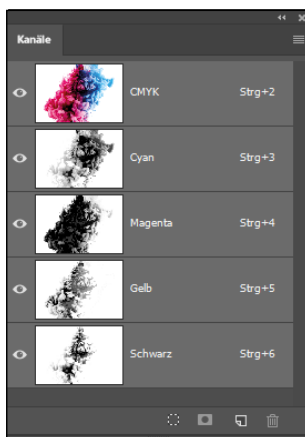 Kanäle
CMYK Strg+2
Cyan Strg+3
Magenta Strg+4
Gelb Strg+5
Schwarz Strg+6